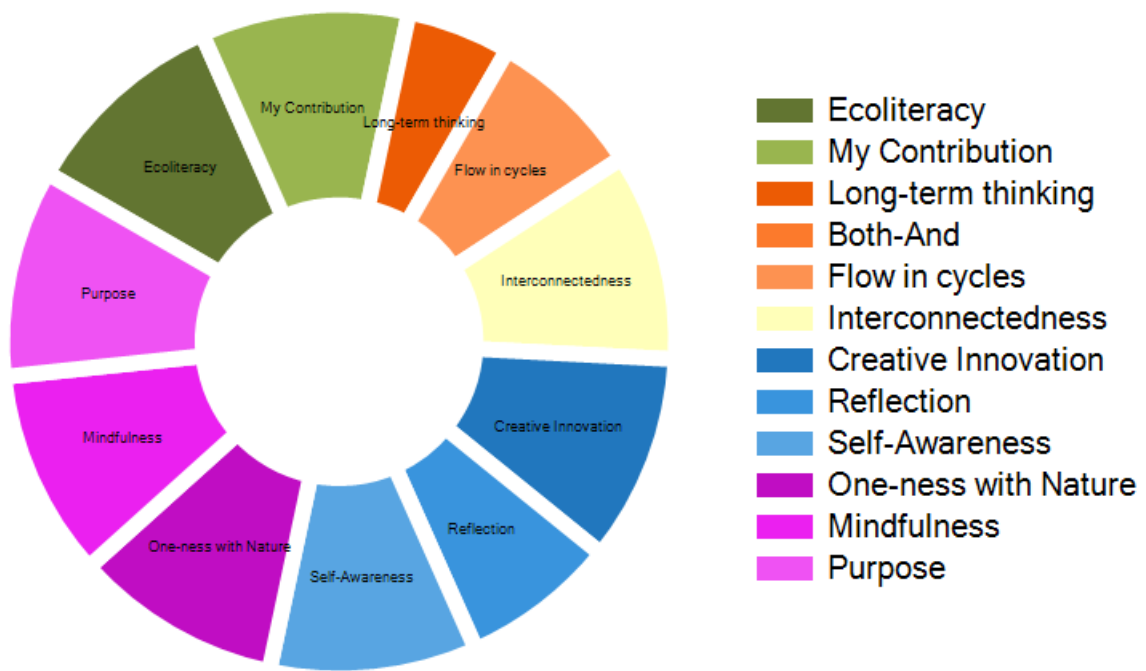 My Contribution
Long-term thinking
Ecoliteracy
Flow in cycles
Interconnectedness
Purpose
Creative Innovation
Mindfulness
Reflection
One-ness with Nature
Self-Awareness
Ecoliteracy
My Contribution
Long-term thinking
Both-And
Flow in cycles
Interconnectedness
Creative Innovation
Reflection
Self-Awareness
One-ness with Nature
Mindfulness
Purpose